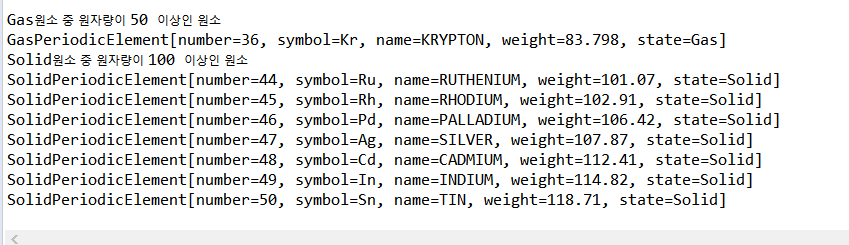 Gas원소 중 원자량이 50 이상인 원소
GasPeriodicElement[number=36, symbol=Kr, name=KRYPTON, weight=83.798, state=Gas]
Solid원소 중 원자량이 100 이상인 원소
SolidPeriodicElement[number=44, symbol=Ru, name=RUTHENIUM, weight=101.07, state=Solid]
SolidPeriodicElement[number=45, symbol=Rh, name=RHODIUM, weight=102.91, state=Solid]
SolidPeriodicElement[number=46, symbol=Pd, name=PALLADIUM, weight=106.42, state=Solid]
SolidPeriodicElement[number=47, symbol=Ag, name=SILVER, weight=107.87, state=Solid]
SolidPeriodicElement[number=48, symbol=Cd, name=CADMIUM, weight=112.41, state=Solid]
SolidPeriodicElement[number=49, symbol=In, name=INDIUM, weight=114.82, state=Solid]
SolidPeriodicElement[number=50, symbol=Sn, name=TIN, weight=118.71, state=Solid]